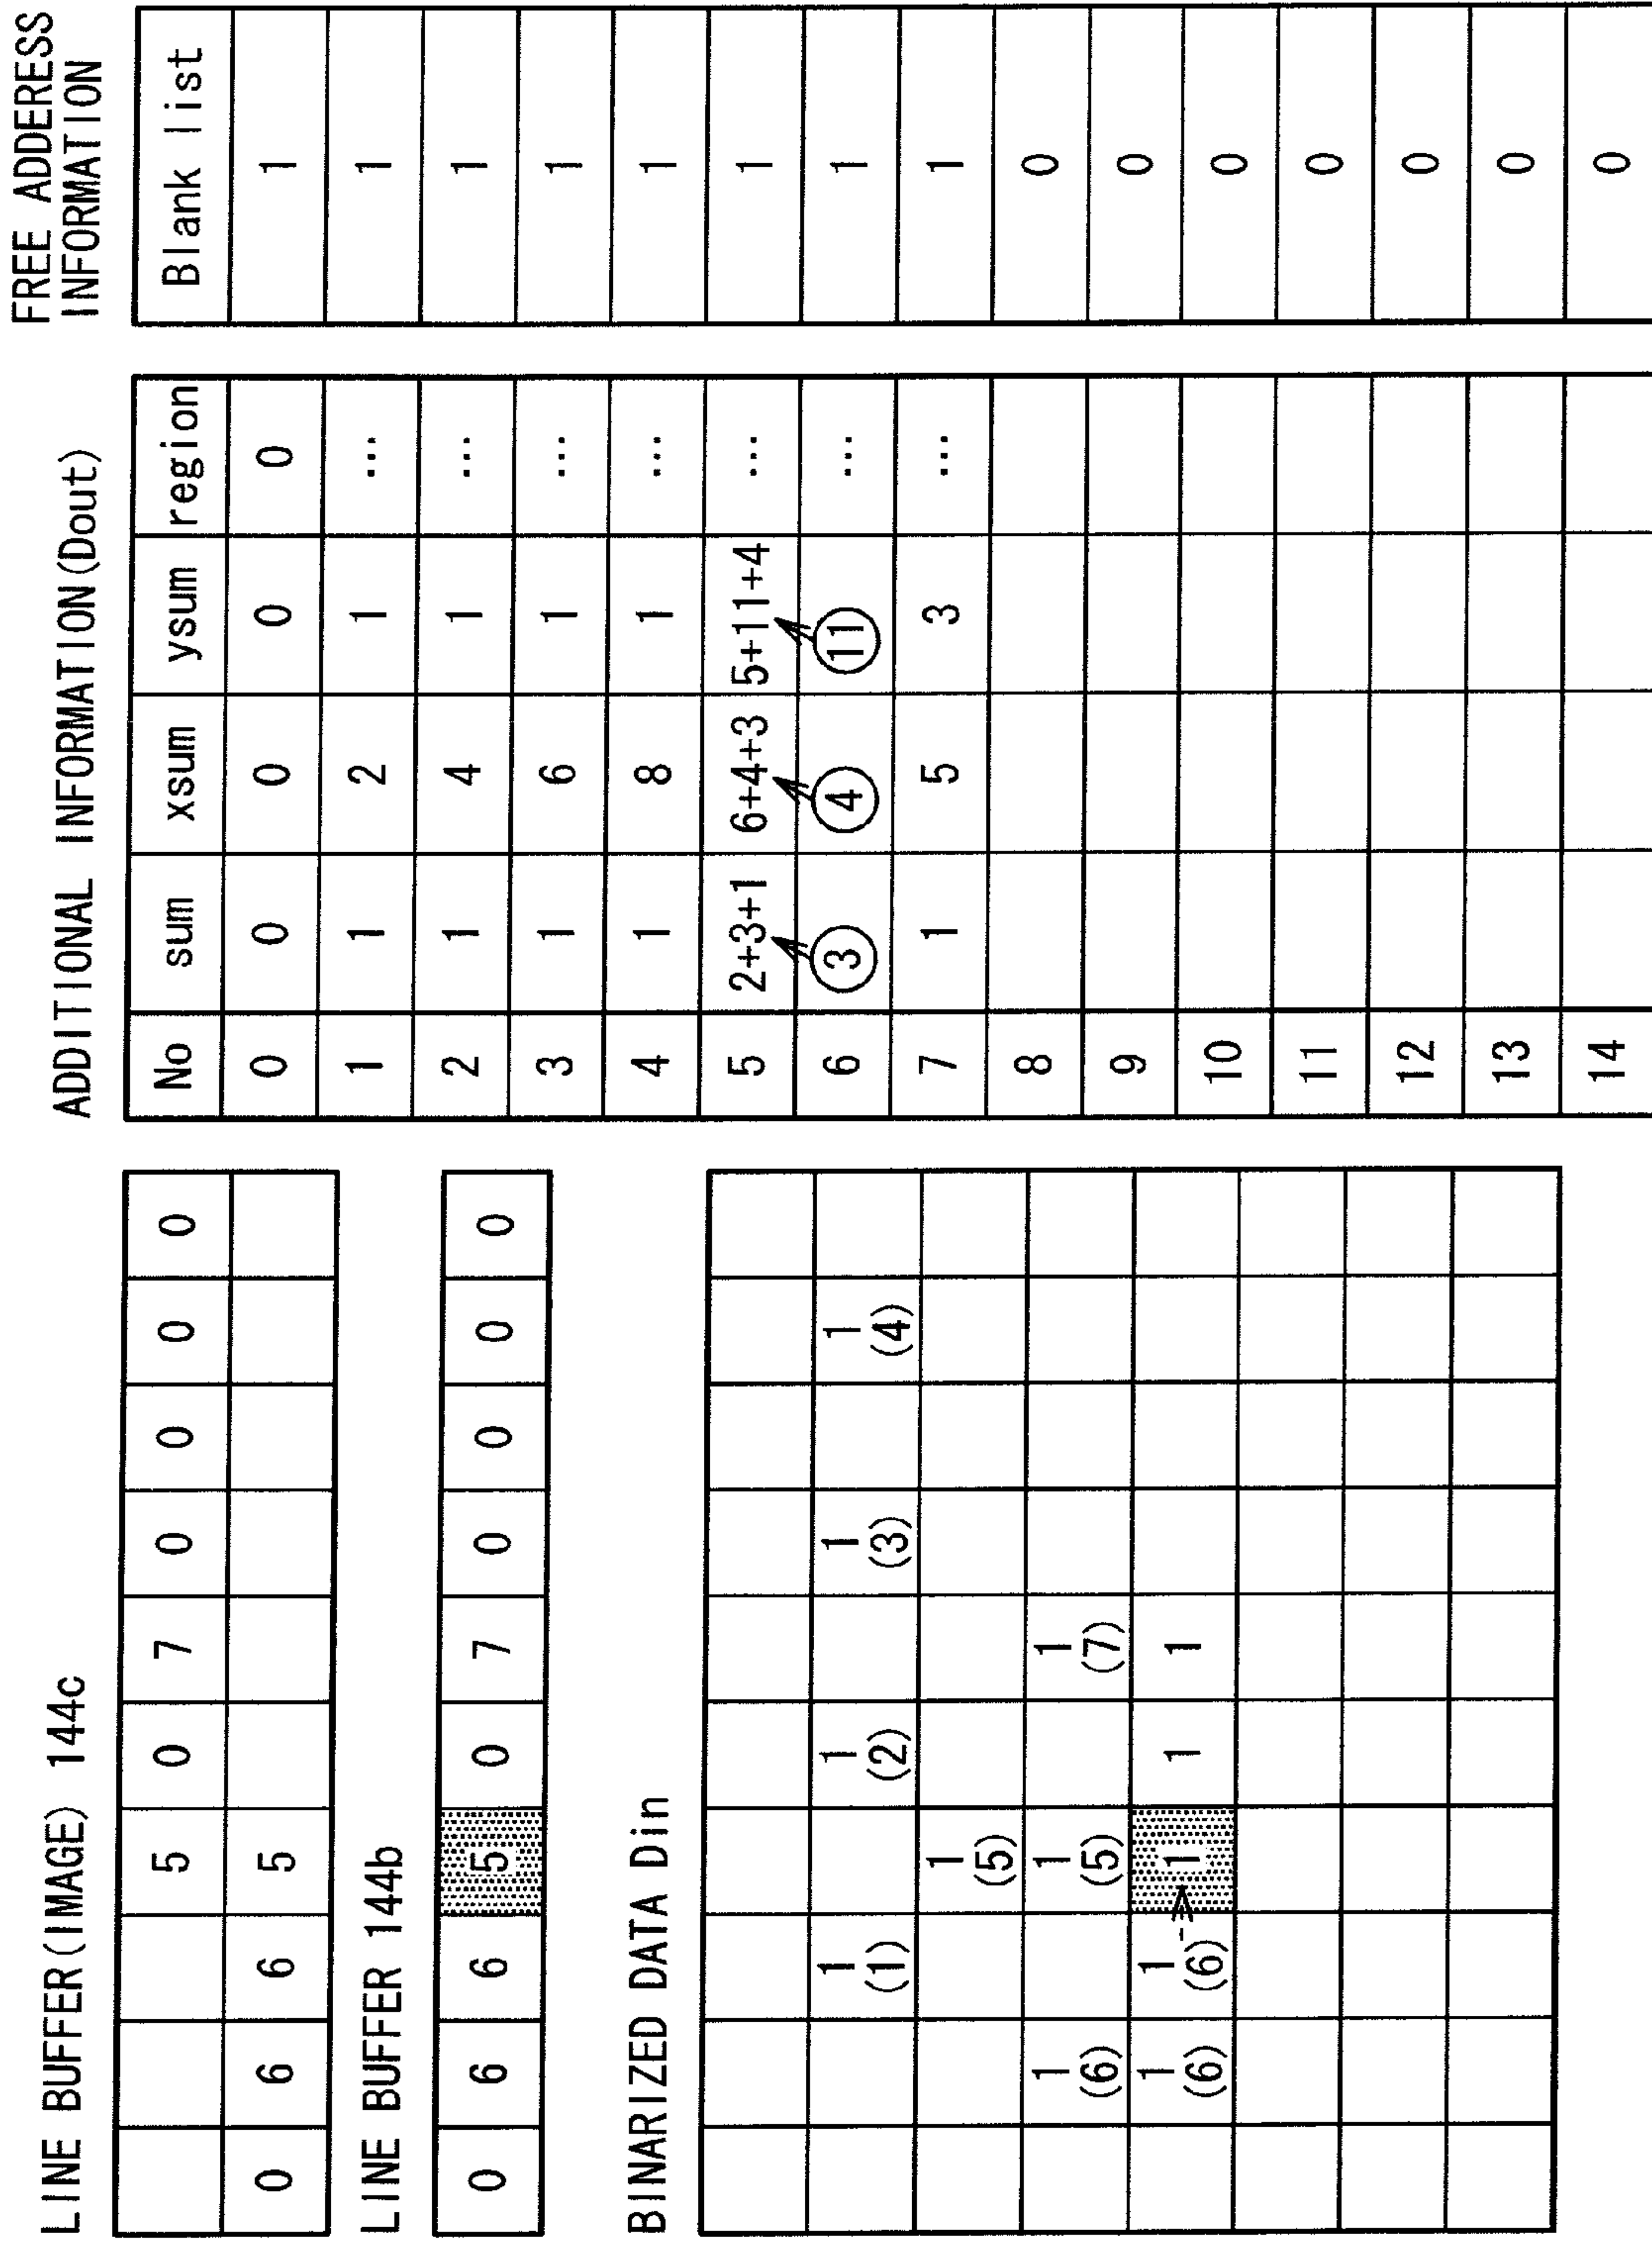 LINE BUFFER(IMAGE) 144c
5 0 7 0 0 0 0
0 6 6 5
LINE BUFFER 144b
0 6 6 5 0 7 0 0 0 0
BINARIZED DATA Din
1 1 1 1
(1) (2) (3) (4)
1
(5)
1 1 1
(6) (5) (7)
1 1 1 1 1
(6) (6)
ADDITIONAL INFORMATION(Dout)
No sum xsum ysum region
0 0 0 0 0
1 1 2 1 ...
2 1 4 1 ...
3 1 6 1 ...
4 1 8 1 ...
5 2+3+1 6+4+3 5+11+4 ...
6 3 4 11 ...
7 1 5 3 ...
8
9
10
11
12
13
14
FREE ADDERESS
INFORMATION
Blank list
1
1
1
1
1
1
1
1
0
0
0
0
0
0
0